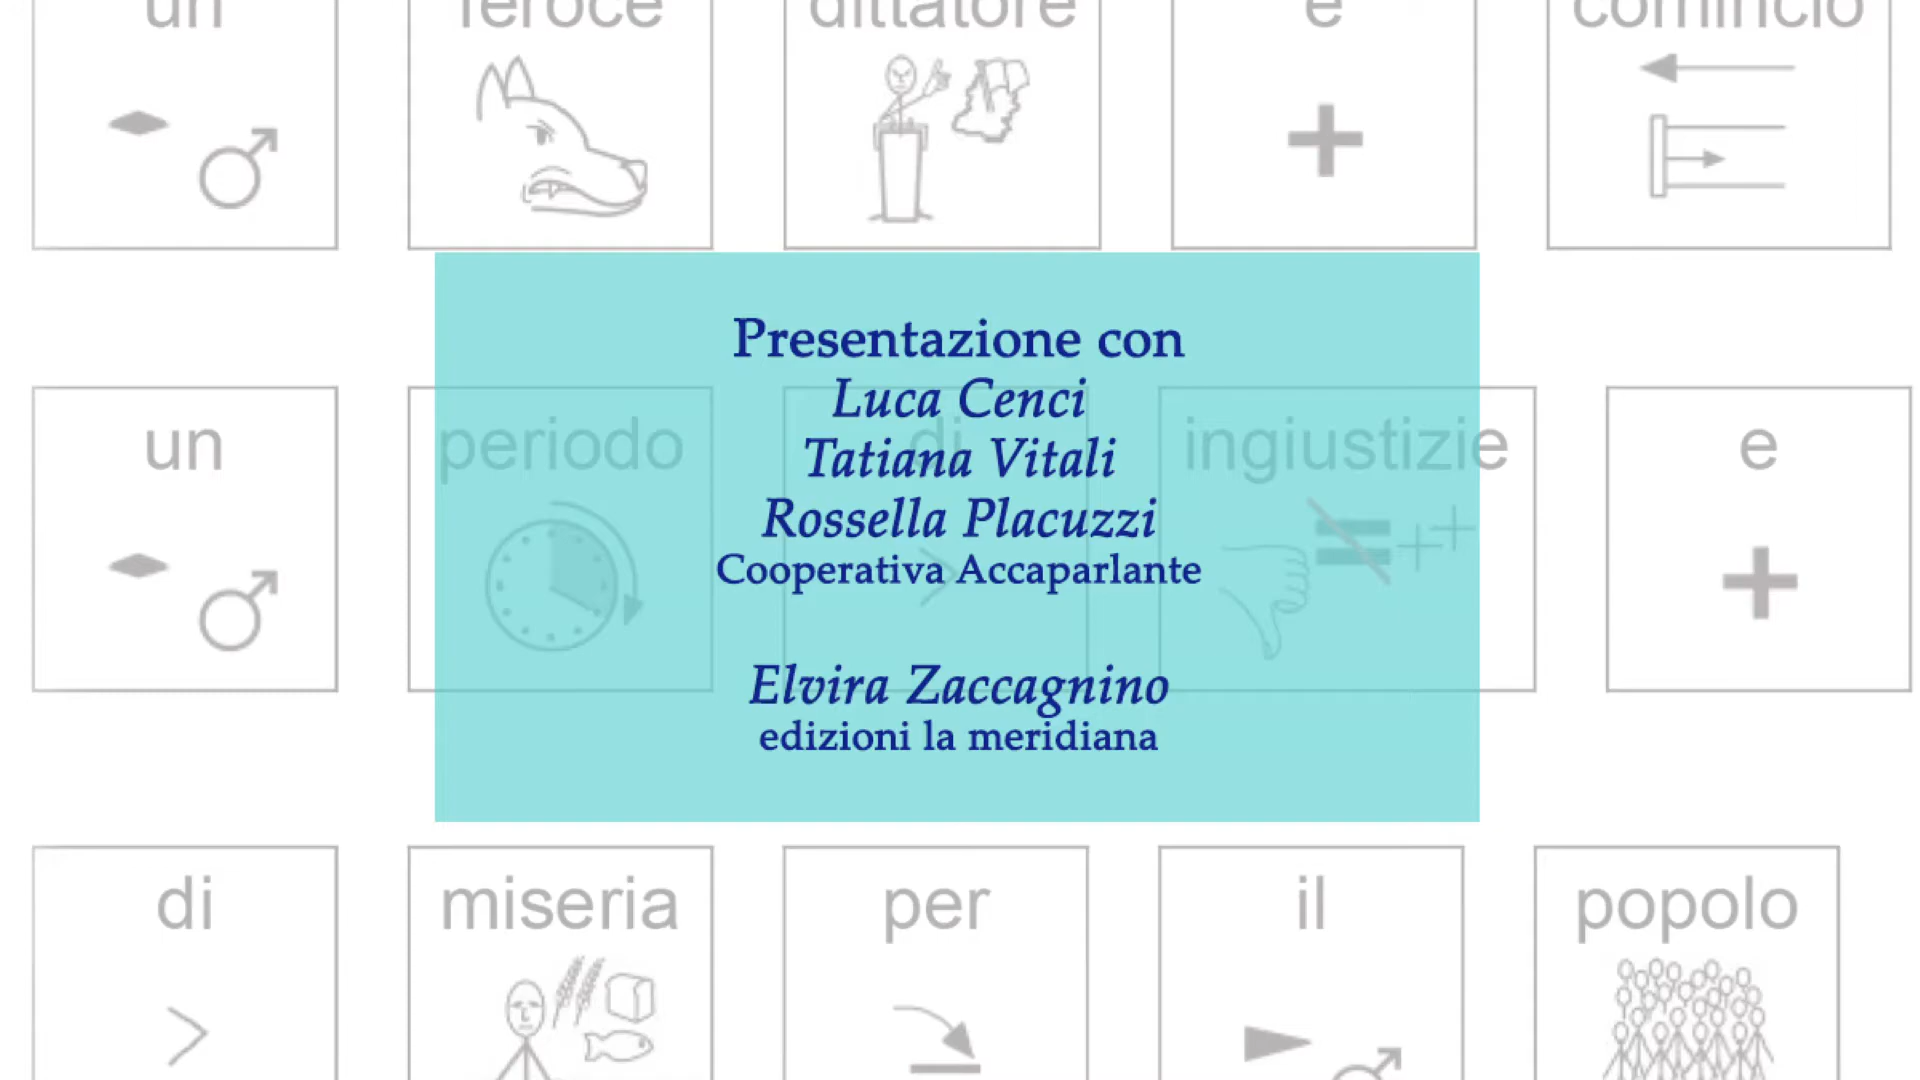 un feroce dittatore e cominciò
Presentazione con
Luca Cenci
un periodo di ingiustizie e
Tatiana Vitali
Rossella Placuzzi
Cooperativa Accaparlante
Elvira Zaccagnino
edizioni la meridiana
di miseria per il popolo